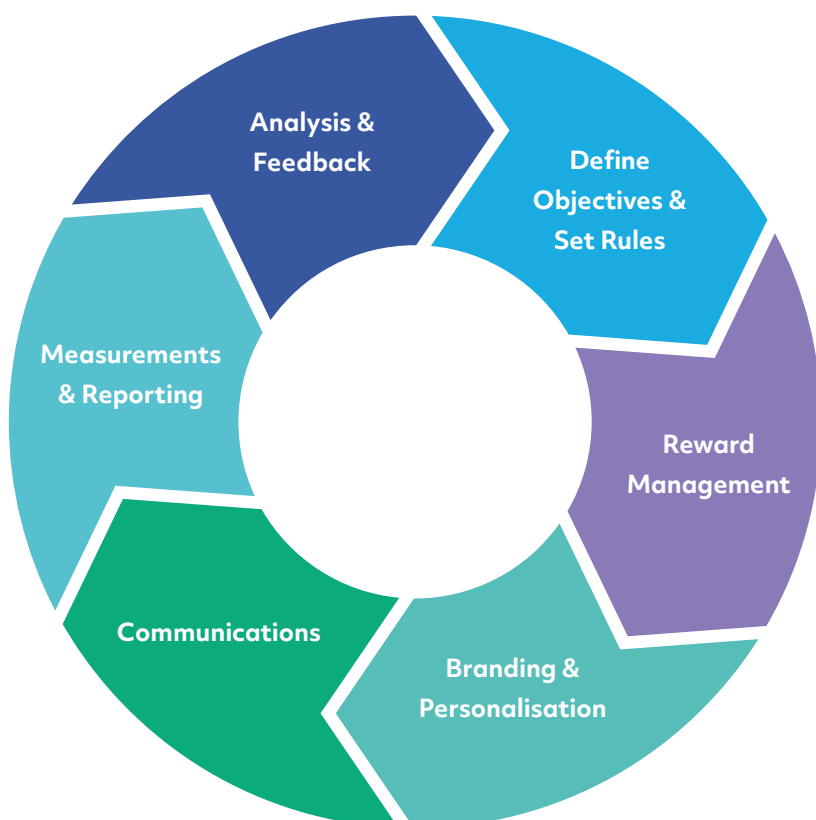 Analysis &
Feedback
Define
Objectives &
Set Rules
Measurements
& Reporting
Reward
Management
Communications
Branding &
Personalisation